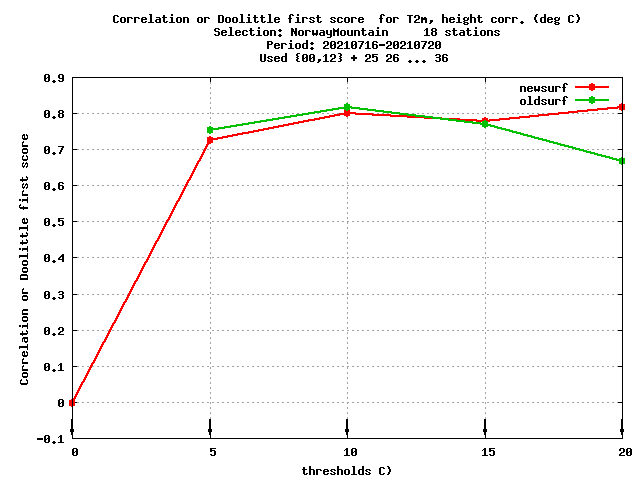 Correlation or Doolittle first score  for T2m, height corr. (deg C)
Selection: NorwayMountain     18 stations
Period: 20210716-20210720
Used {00,12} + 25 26 ... 36
newsurf
oldsurf
Correlation or Doolittle first score
0.9
0.8
0.7
0.6
0.5
0.4
0.3
0.2
0.1
0
-0.1
0 5 10 15 20
thresholds C)